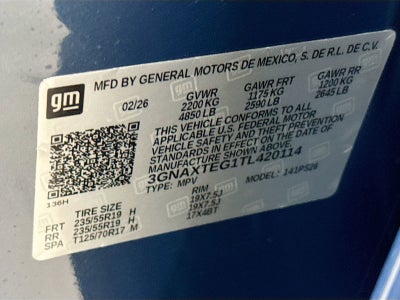 gm
MFD BY GENERAL MOTORS DE MEXICO, S. DE R.L. DE C.V.
02/26 GVWR GAWR FRT GAWR RR
2200 KG 1175 KG 1200 KG
4850 LB 2590 LB 2645 LB
THIS VEHICLE CONFORMS TO ALL
APPLICABLE U.S. FEDERAL MOTOR
VEHICLE SAFETY AND THEFT PREVENTION
STANDARDS IN EFFECT ON THE DATE OF
MANUFACTURE SHOWN ABOVE.
3GNAXTEG1TL420114
TYPE: MPV MODEL: 141PS26
136H
TIRE SIZE RIM
FRT 235/55R19 H 19X7.5J
RR 235/55R19 H 19X7.5J
SPA T125/70R17 M 17X4BT